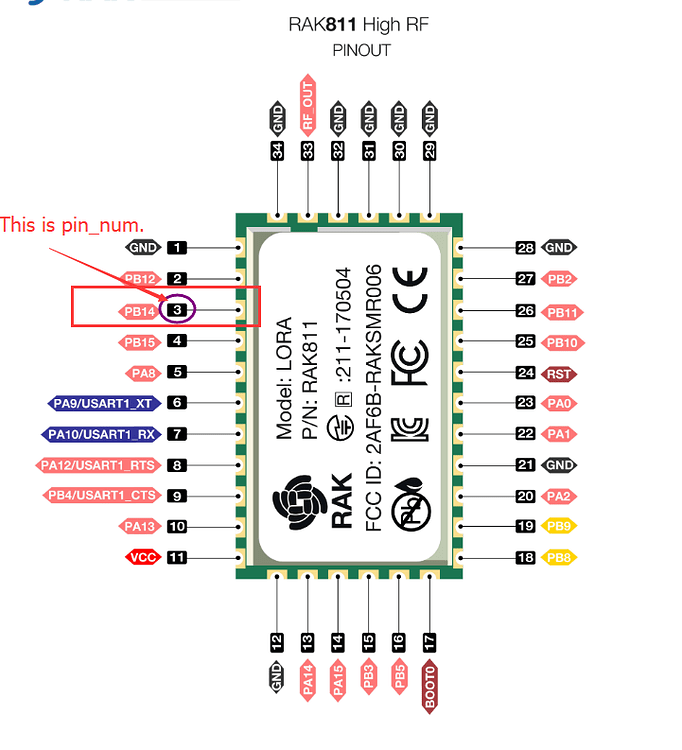 RAK811 High RF
PINOUT
GND
RF_OUT
GND
GND
GND
GND
34
33
32
31
30
29
This is pin_num.
GND 1
PB12 2
PB14 3
PB15 4
PA8 5
PA9/USART1_XT 6
PA10/USART1_RX 7
PA12/USART1_RTS 8
PB4/USART1_CTS 9
PA13 10
VCC 11
Model: LORA
P/N: RAK811
R :211-170504
FCC ID: 2AF6B-RAKSMR006
RAK
CE
FC
Pb
28 GND
27 PB2
26 PB11
25 PB10
24 RST
23 PA0
22 PA1
21 GND
20 PA2
19 PB9
18 PB8
12
13
14
15
16
17
GND
PA14
PA15
PB3
PB5
BOOT0